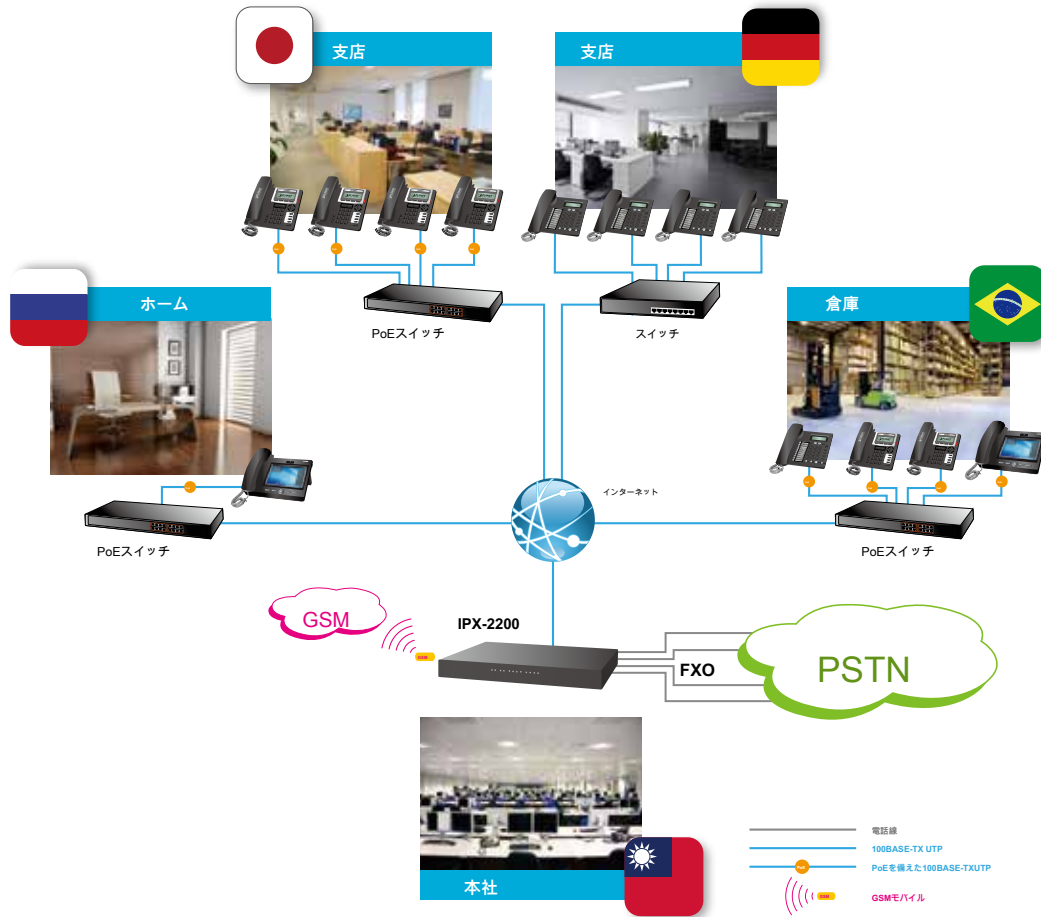 支店
支店
PoEスイッチ
スイッチ
ホーム
倉庫
インターネット
PoEスイッチ
PoEスイッチ
GSM
IPX-2200
GSM
FXO
PSTN
電話線
100BASE-TX UTP
PoE
PoEを備えた100BASE-TXUTP
GSM
GSMモバイル
本社